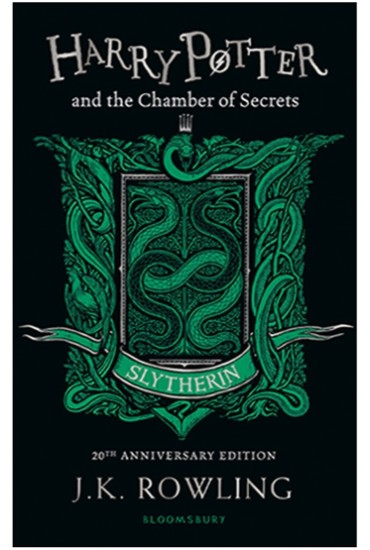 HARRY POTTER
and the Chamber of Secrets
SLYTHERIN
20TH ANNIVERSARY EDITION
J.K. ROWLING
BLOOMSBURY